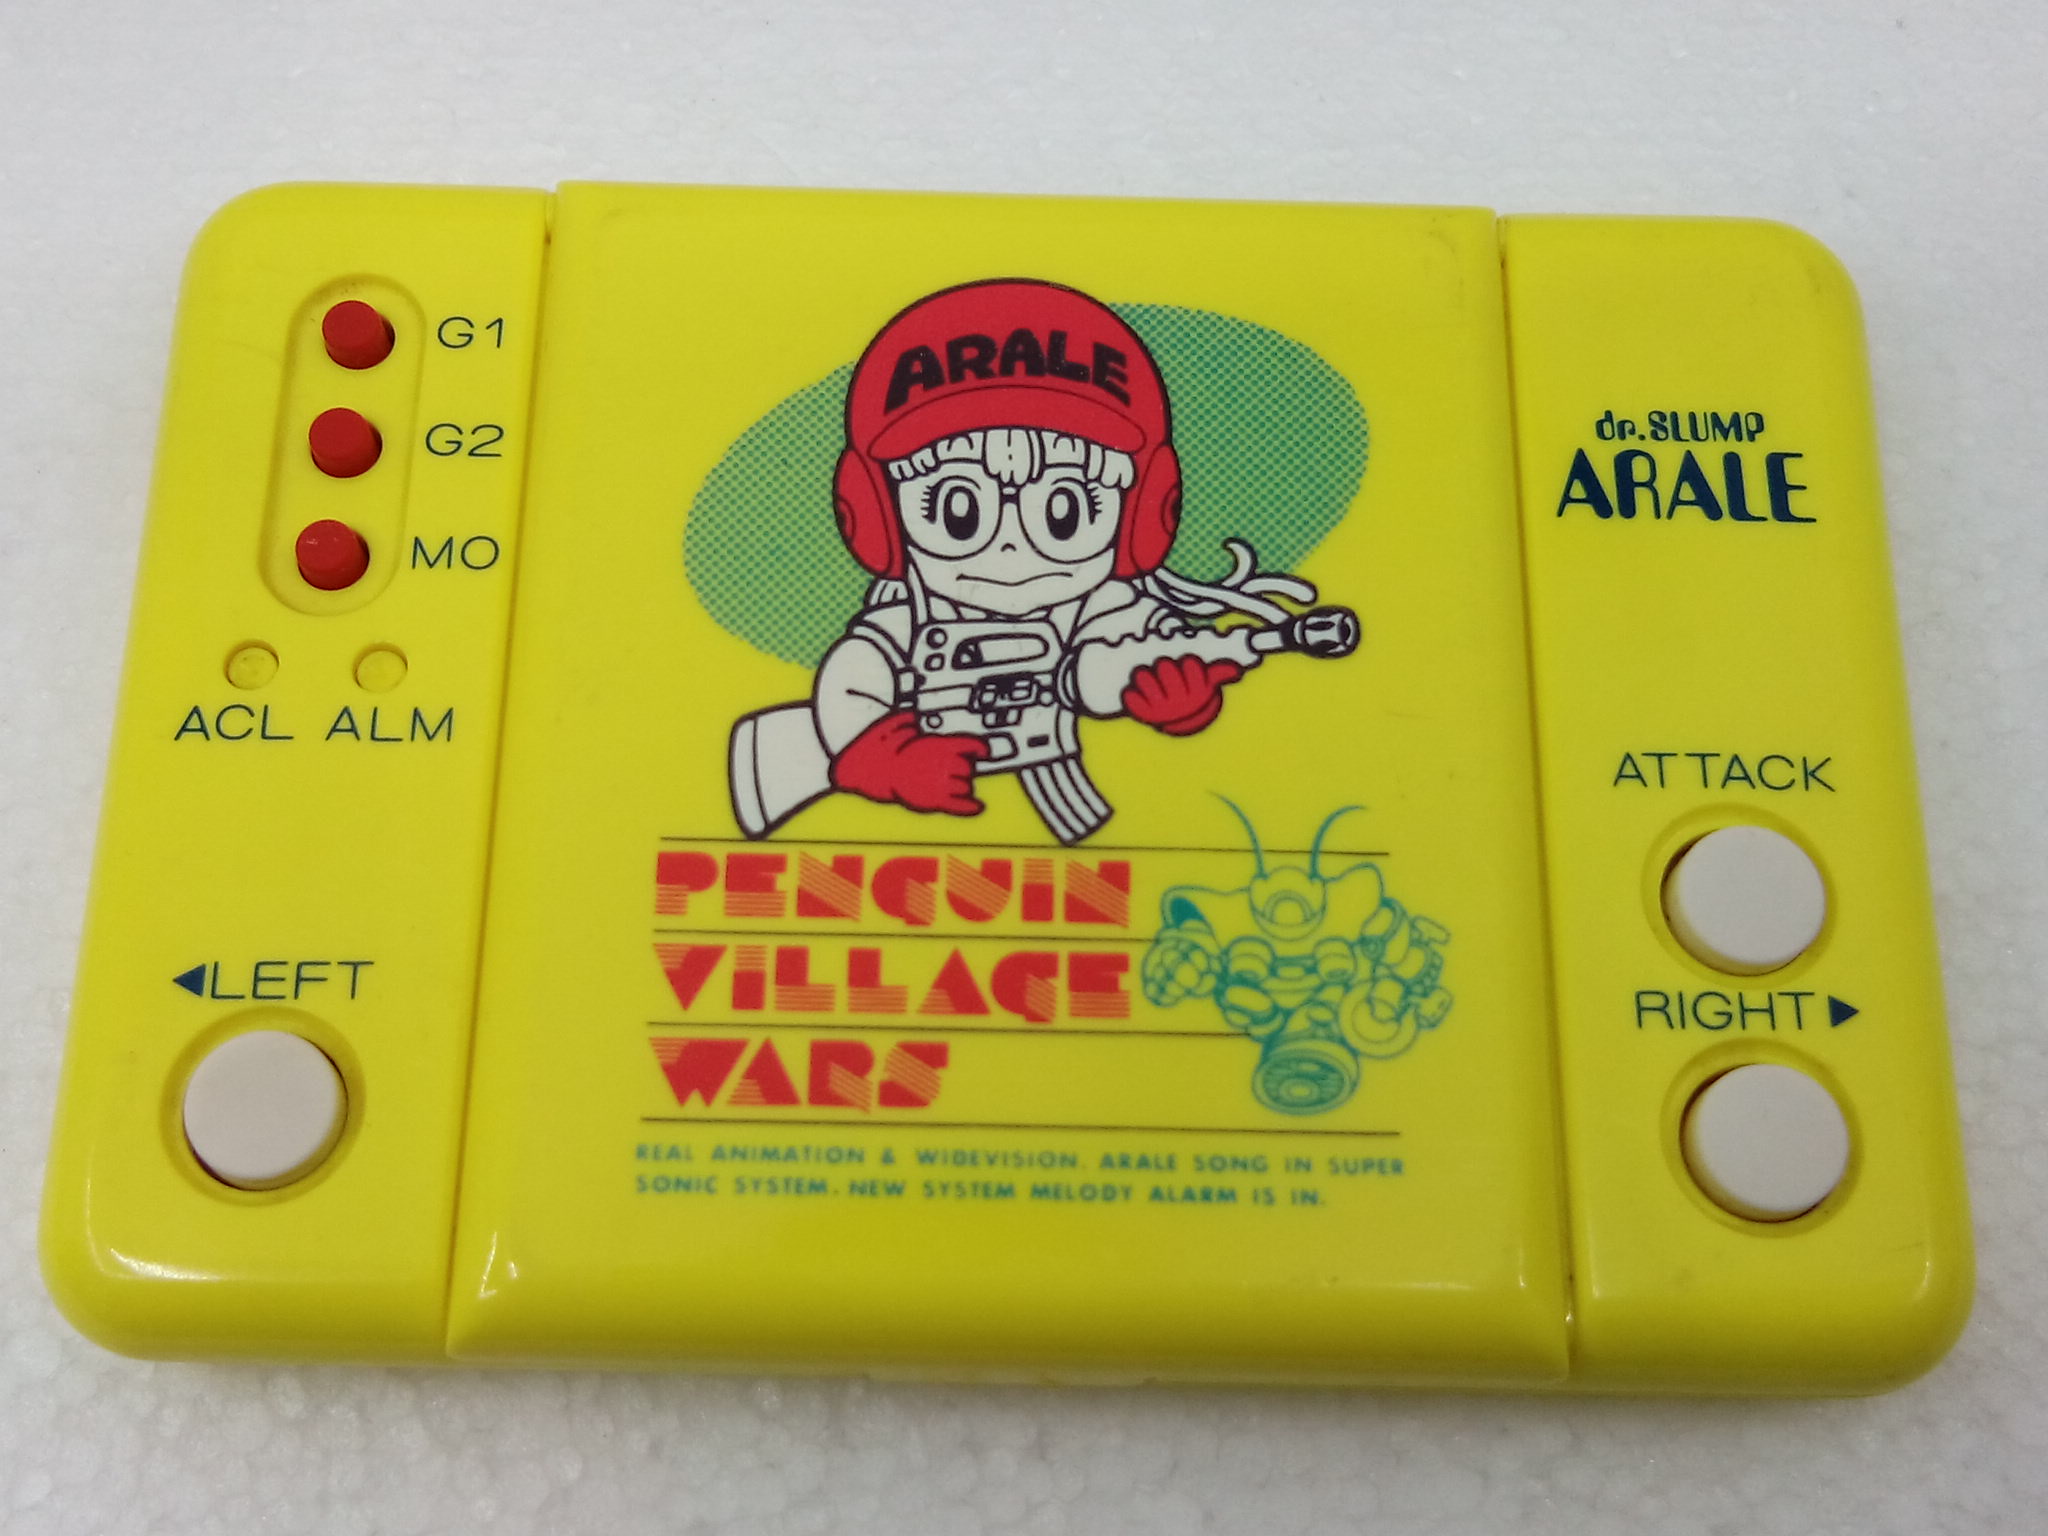 G1
G2
MO
ACL ALM
◀LEFT
ARALE
PENGUIN
VILLAGE
WARS
REAL ANIMATION & WIDEVISION. ARALE SONG IN SUPER
SONIC SYSTEM. NEW SYSTEM MELODY ALARM IS IN.
dr.SLUMP
ARALE
ATTACK
RIGHT▶